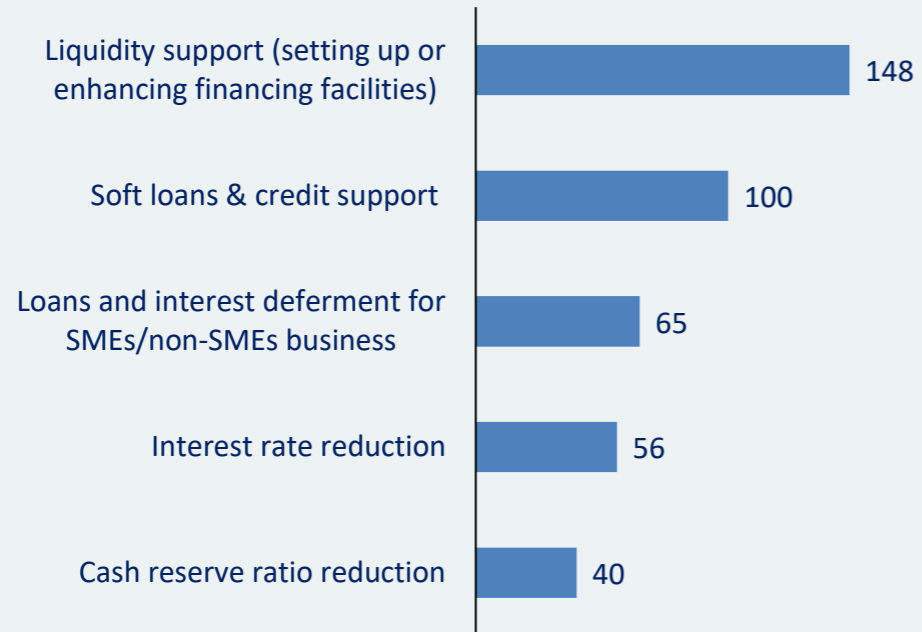 Liquidity support (setting up or
enhancing financing facilities)
148
Soft loans & credit support
100
Loans and interest deferment for
SMEs/non-SMEs business
65
Interest rate reduction
56
Cash reserve ratio reduction
40